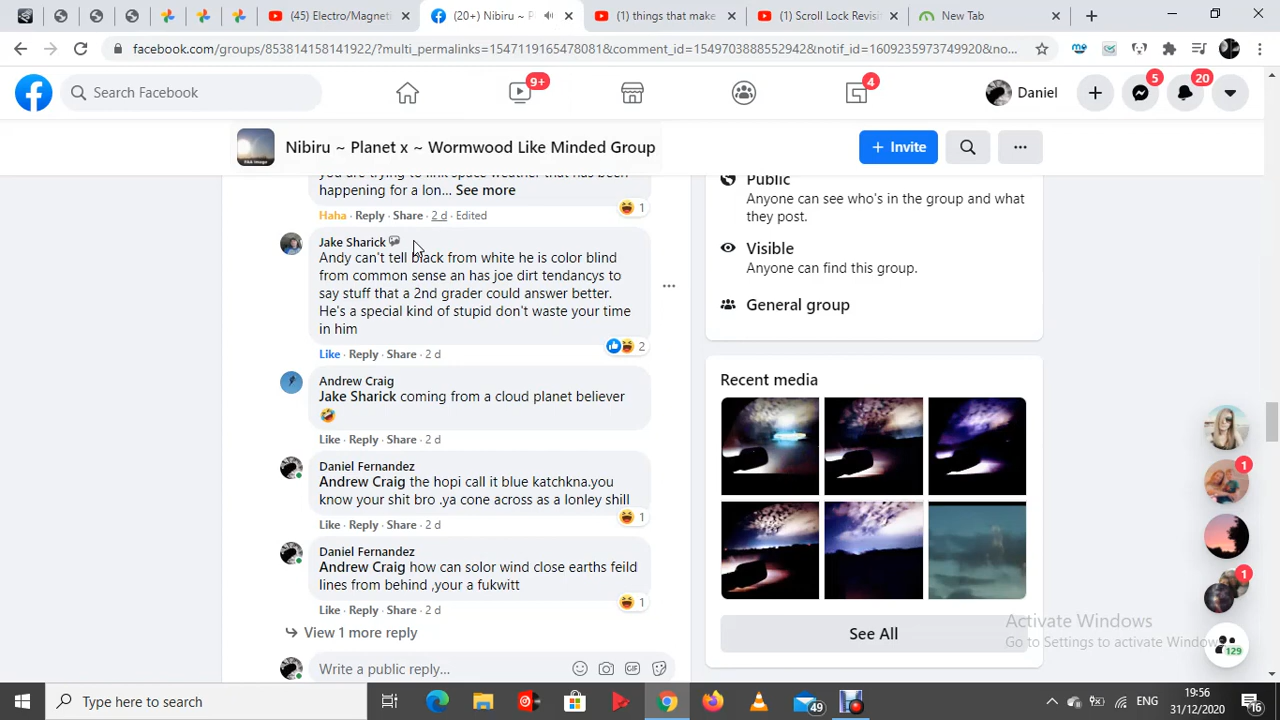 (45) Electro/Magnet
(20+) Nibiru ~ P
(1) things that make
(1) Scroll Lock Revis
New Tab
facebook.com/groups/853814158141922/?multi_permalinks=1547119165478081&comment_id=1549703888552942&notif_id=1609235973749920&no...
Search Facebook
9+
4
Daniel
5
20
Nibiru ~ Planet x ~ Wormwood Like Minded Group
Invite
you are trying to link space weather that has been
happening for a lon... See more
1
Haha · Reply · Share · 2 d · Edited
Jake Sharick
Andy can't tell black from white he is color blind
from common sense an has joe dirt tendancys to
say stuff that a 2nd grader could answer better.
He's a special kind of stupid don't waste your time
in him
2
Like · Reply · Share · 2 d
Andrew Craig
Jake Sharick coming from a cloud planet believer
🤣
Like · Reply · Share · 2 d
Daniel Fernandez
Andrew Craig the hopi call it blue katchkna.you
know your shit bro .ya cone across as a lonley shill
1
Like · Reply · Share · 2 d
Daniel Fernandez
Andrew Craig how can solor wind close earths feild
lines from behind ,your a fukwitt
1
Like · Reply · Share · 2 d
View 1 more reply
Write a public reply...
GIF
Public
Anyone can see who's in the group and what
they post.
Visible
Anyone can find this group.
General group
Recent media
See All
1
1
129
Activate Windows
Go to Settings to activate Windows
Type here to search
49
ENG
19:56
31/12/2020
16